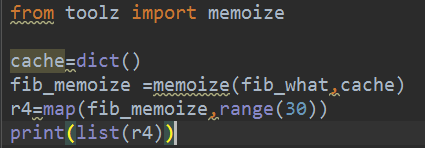 from toolz import memoize
cache=dict()
fib_memoize =memoize(fib_what,cache)
r4=map(fib_memoize,range(30))
print(list(r4))